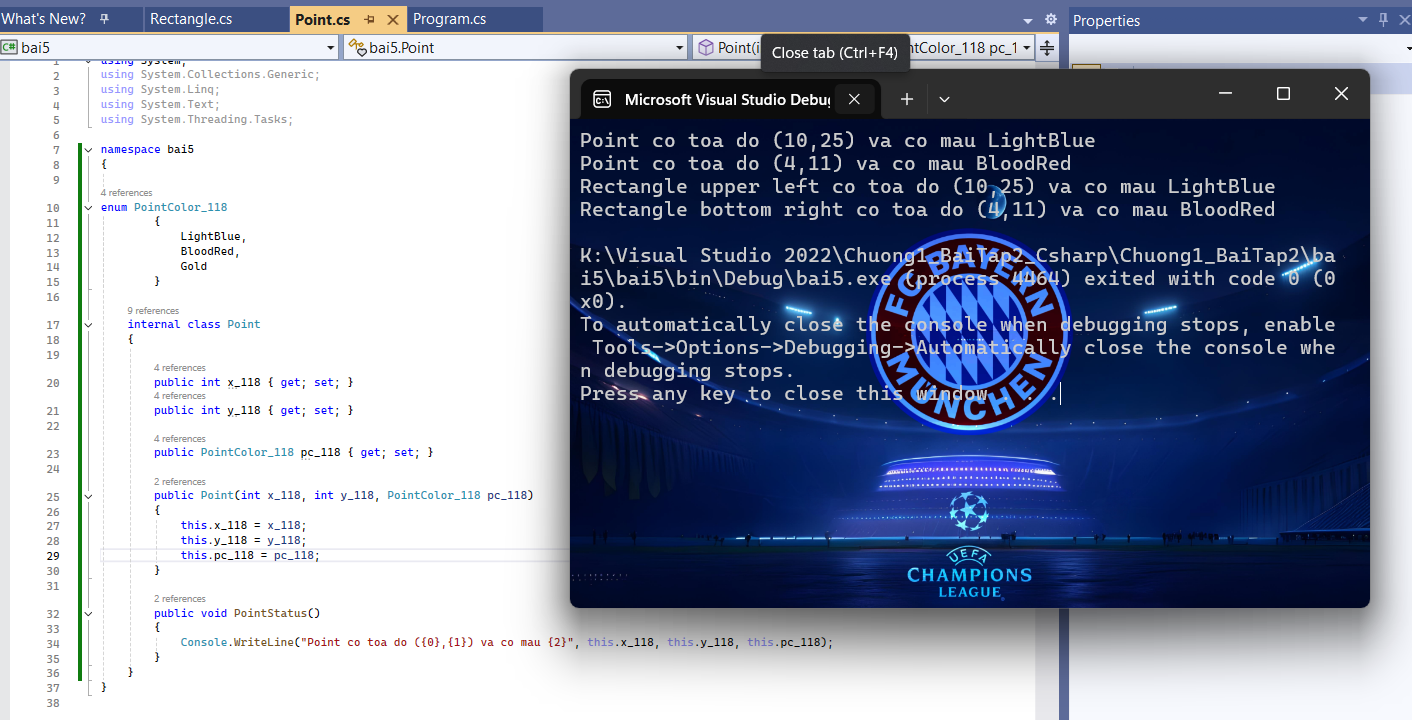 What's New?
Rectangle.cs
Point.cs
Program.cs
Properties
C# bai5
bai5.Point
Point(i
ntColor_118 pc_1
Close tab (Ctrl+F4)
1 using System;
2 using System.Collections.Generic;
3 using System.Linq;
4 using System.Text;
5 using System.Threading.Tasks;
6
7 namespace bai5
8 {
9
4 references
10 enum PointColor_118
11 {
12 LightBlue,
13 BloodRed,
14 Gold
15 }
16
9 references
17 internal class Point
18 {
19
4 references
20 public int x_118 { get; set; }
4 references
21 public int y_118 { get; set; }
22
4 references
23 public PointColor_118 pc_118 { get; set; }
24
2 references
25 public Point(int x_118, int y_118, PointColor_118 pc_118)
26 {
27 this.x_118 = x_118;
28 this.y_118 = y_118;
29 this.pc_118 = pc_118;
30 }
31
2 references
32 public void PointStatus()
33 {
34 Console.WriteLine("Point co toa do ({0},{1}) va co mau {2}", this.x_118, this.y_118, this.pc_118);
35 }
36 }
37 }
38
Microsoft Visual Studio Debug
Point co toa do (10,25) va co mau LightBlue
Point co toa do (4,11) va co mau BloodRed
Rectangle upper left co toa do (10,25) va co mau LightBlue
Rectangle bottom right co toa do (4,11) va co mau BloodRed
K:\Visual Studio 2022\Chuong1_BaiTap2_Csharp\Chuong1_BaiTap2\ba
i5\bai5\bin\Debug\bai5.exe (process 4464) exited with code 0 (0
x0).
To automatically close the console when debugging stops, enable
Tools->Options->Debugging->Automatically close the console whe
n debugging stops.
Press any key to close this window . . .
FC BAYERN
MÜNCHEN
UEFA
CHAMPIONS
LEAGUE